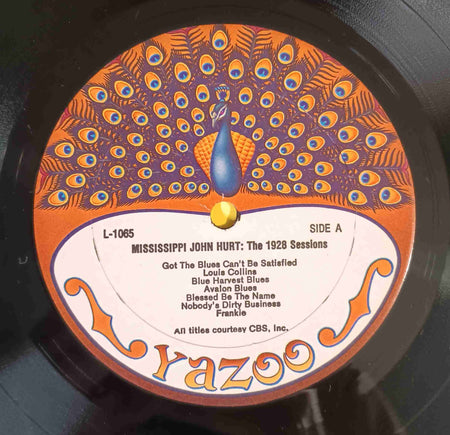 L-1065 SIDE A
MISSISSIPPI JOHN HURT: The 1928 Sessions
Got The Blues Can't Be Satisfied
Louis Collins
Blue Harvest Blues
Avalon Blues
Blessed Be The Name
Nobody's Dirty Business
Frankie
All titles courtesy CBS, Inc.
Yazoo